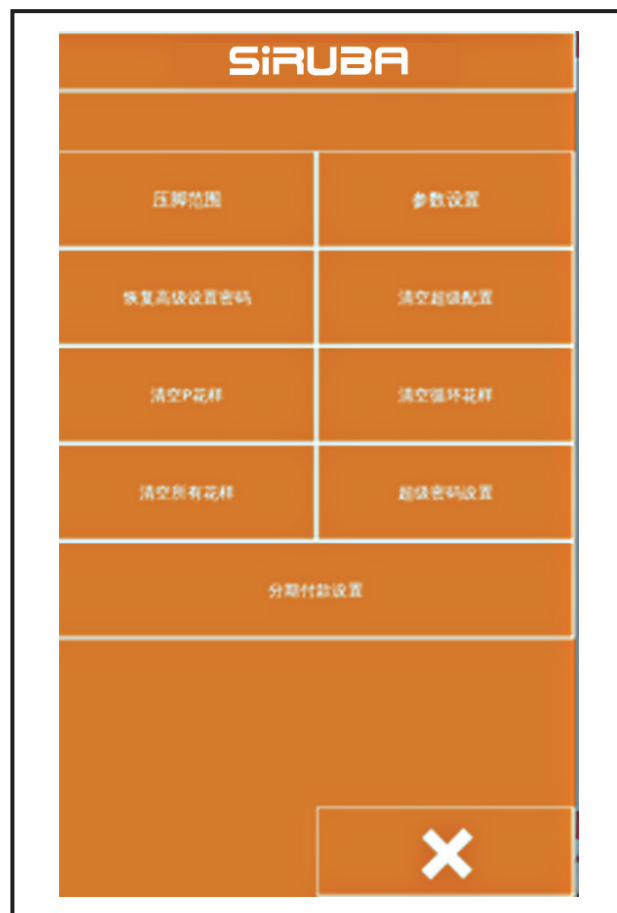 SiRUBA
压脚范围
参数设置
恢复高级设置密码
清空超级配置
清空P花样
清空循环花样
清空所有花样
超级密码设置
分期付款设置